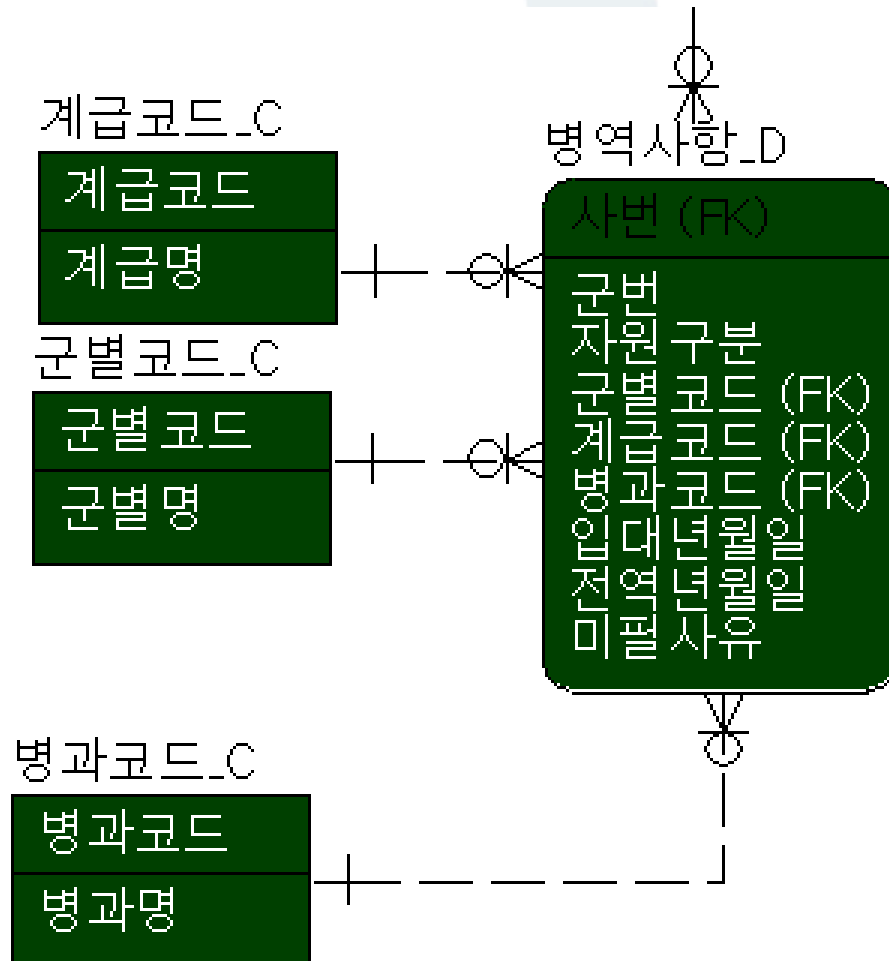 계급코드_C
계급코드
계급명
군별코드_C
군별코드
군별명
병과코드_C
병과코드
병과명
병역사항_D
사번 (FK)
군번
자원 구분
군별코드 (FK)
계급코드 (FK)
병과코드 (FK)
입대년월일
전역년월일
미필사유